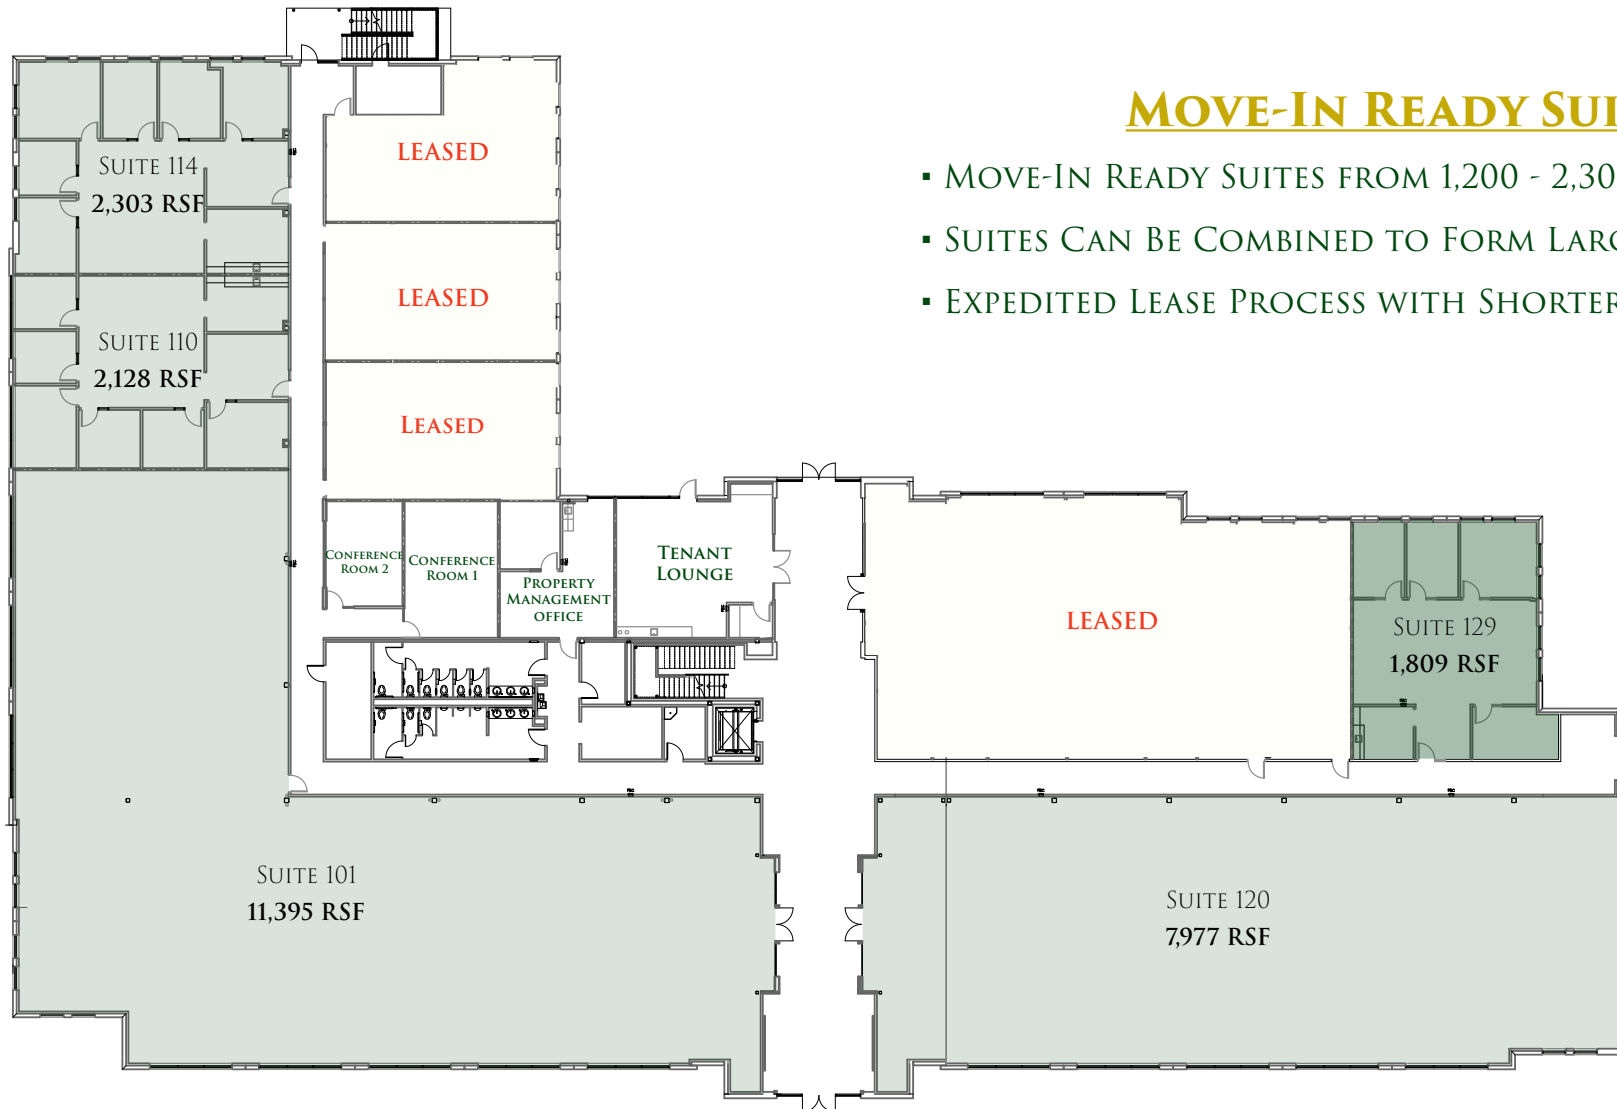 MOVE-IN READY SUI
▪ MOVE-IN READY SUITES FROM 1,200 - 2,30
▪ SUITES CAN BE COMBINED TO FORM LARG
▪ EXPEDITED LEASE PROCESS WITH SHORTER
LEASED
SUITE 114
2,303 RSF
LEASED
SUITE 110
2,128 RSF
LEASED
CONFERENCE
ROOM 2
CONFERENCE
ROOM 1
PROPERTY
MANAGEMENT
OFFICE
TENANT
LOUNGE
LEASED
SUITE 129
1,809 RSF
SUITE 101
11,395 RSF
SUITE 120
7,977 RSF